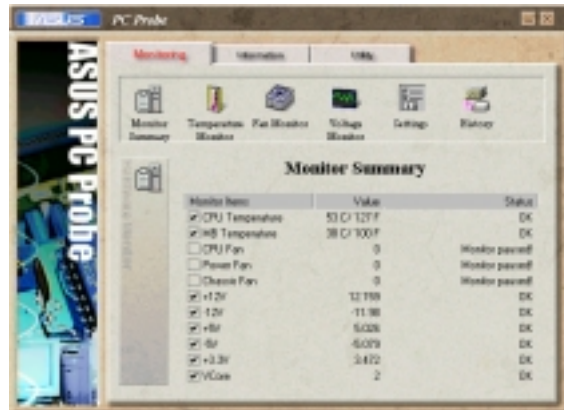 ASUS PC Probe
ASUS PC Probe
Monitoring Information Utility
Monitor Summary
Temperature Monitor
Fan Monitor
Voltage Monitor
Settings
History
Monitor Summary
Monitor Items Value Status
CPU Temperature 53 C/ 127 F OK
MB Temperature 38 C/ 100 F OK
CPU Fan 0 Monitor paused!
Power Fan 0 Monitor paused!
Chassis Fan 0 Monitor paused!
+12V OK
-12V -11.98 OK
+5V 5.026 OK
-5V -5.079 OK
+3.3V 3.472 OK
VCore 2 OK